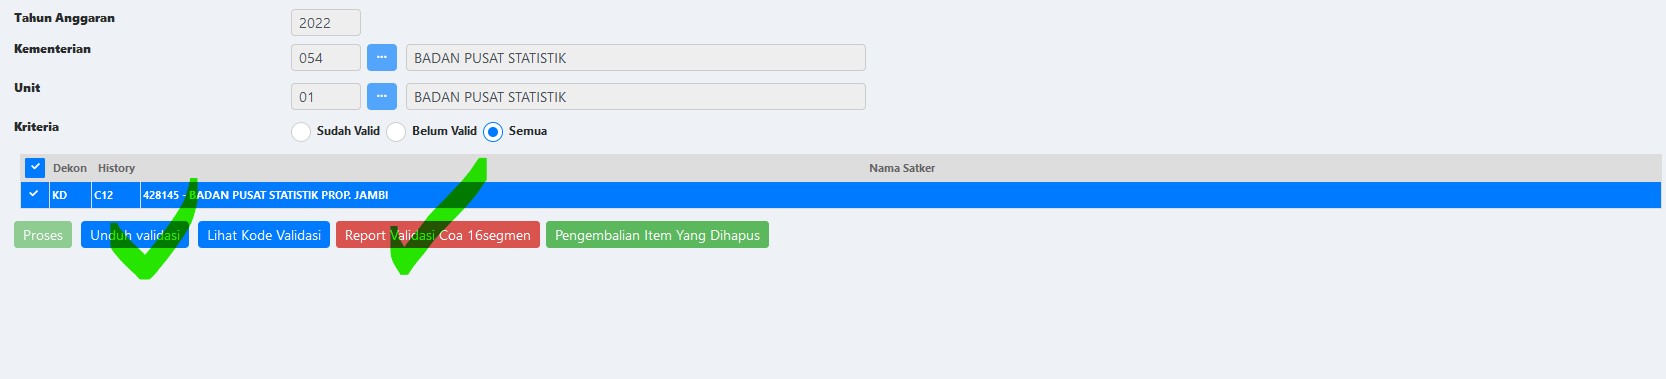 Tahun Anggaran 2022
Kementerian 054 ... BADAN PUSAT STATISTIK
Unit 01 ... BADAN PUSAT STATISTIK
Kriteria Sudah Valid Belum Valid Semua
Dekon History Nama Satker
KD C12 428145 - BADAN PUSAT STATISTIK PROP. JAMBI
Proses Unduh validasi Lihat Kode Validasi Report Validasi Coa 16segmen Pengembalian Item Yang Dihapus